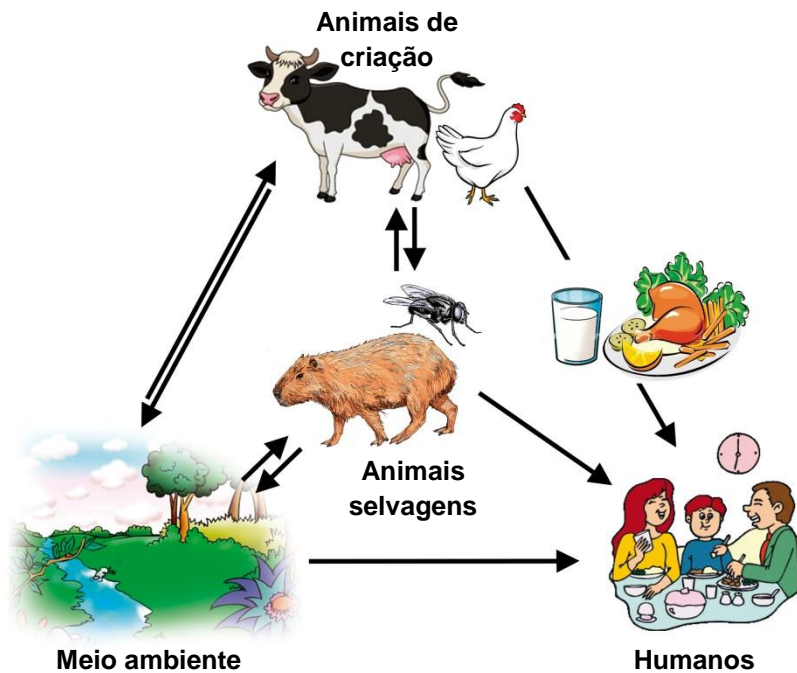 Animais de
criação
Animais
selvagens
Meio ambiente
Humanos